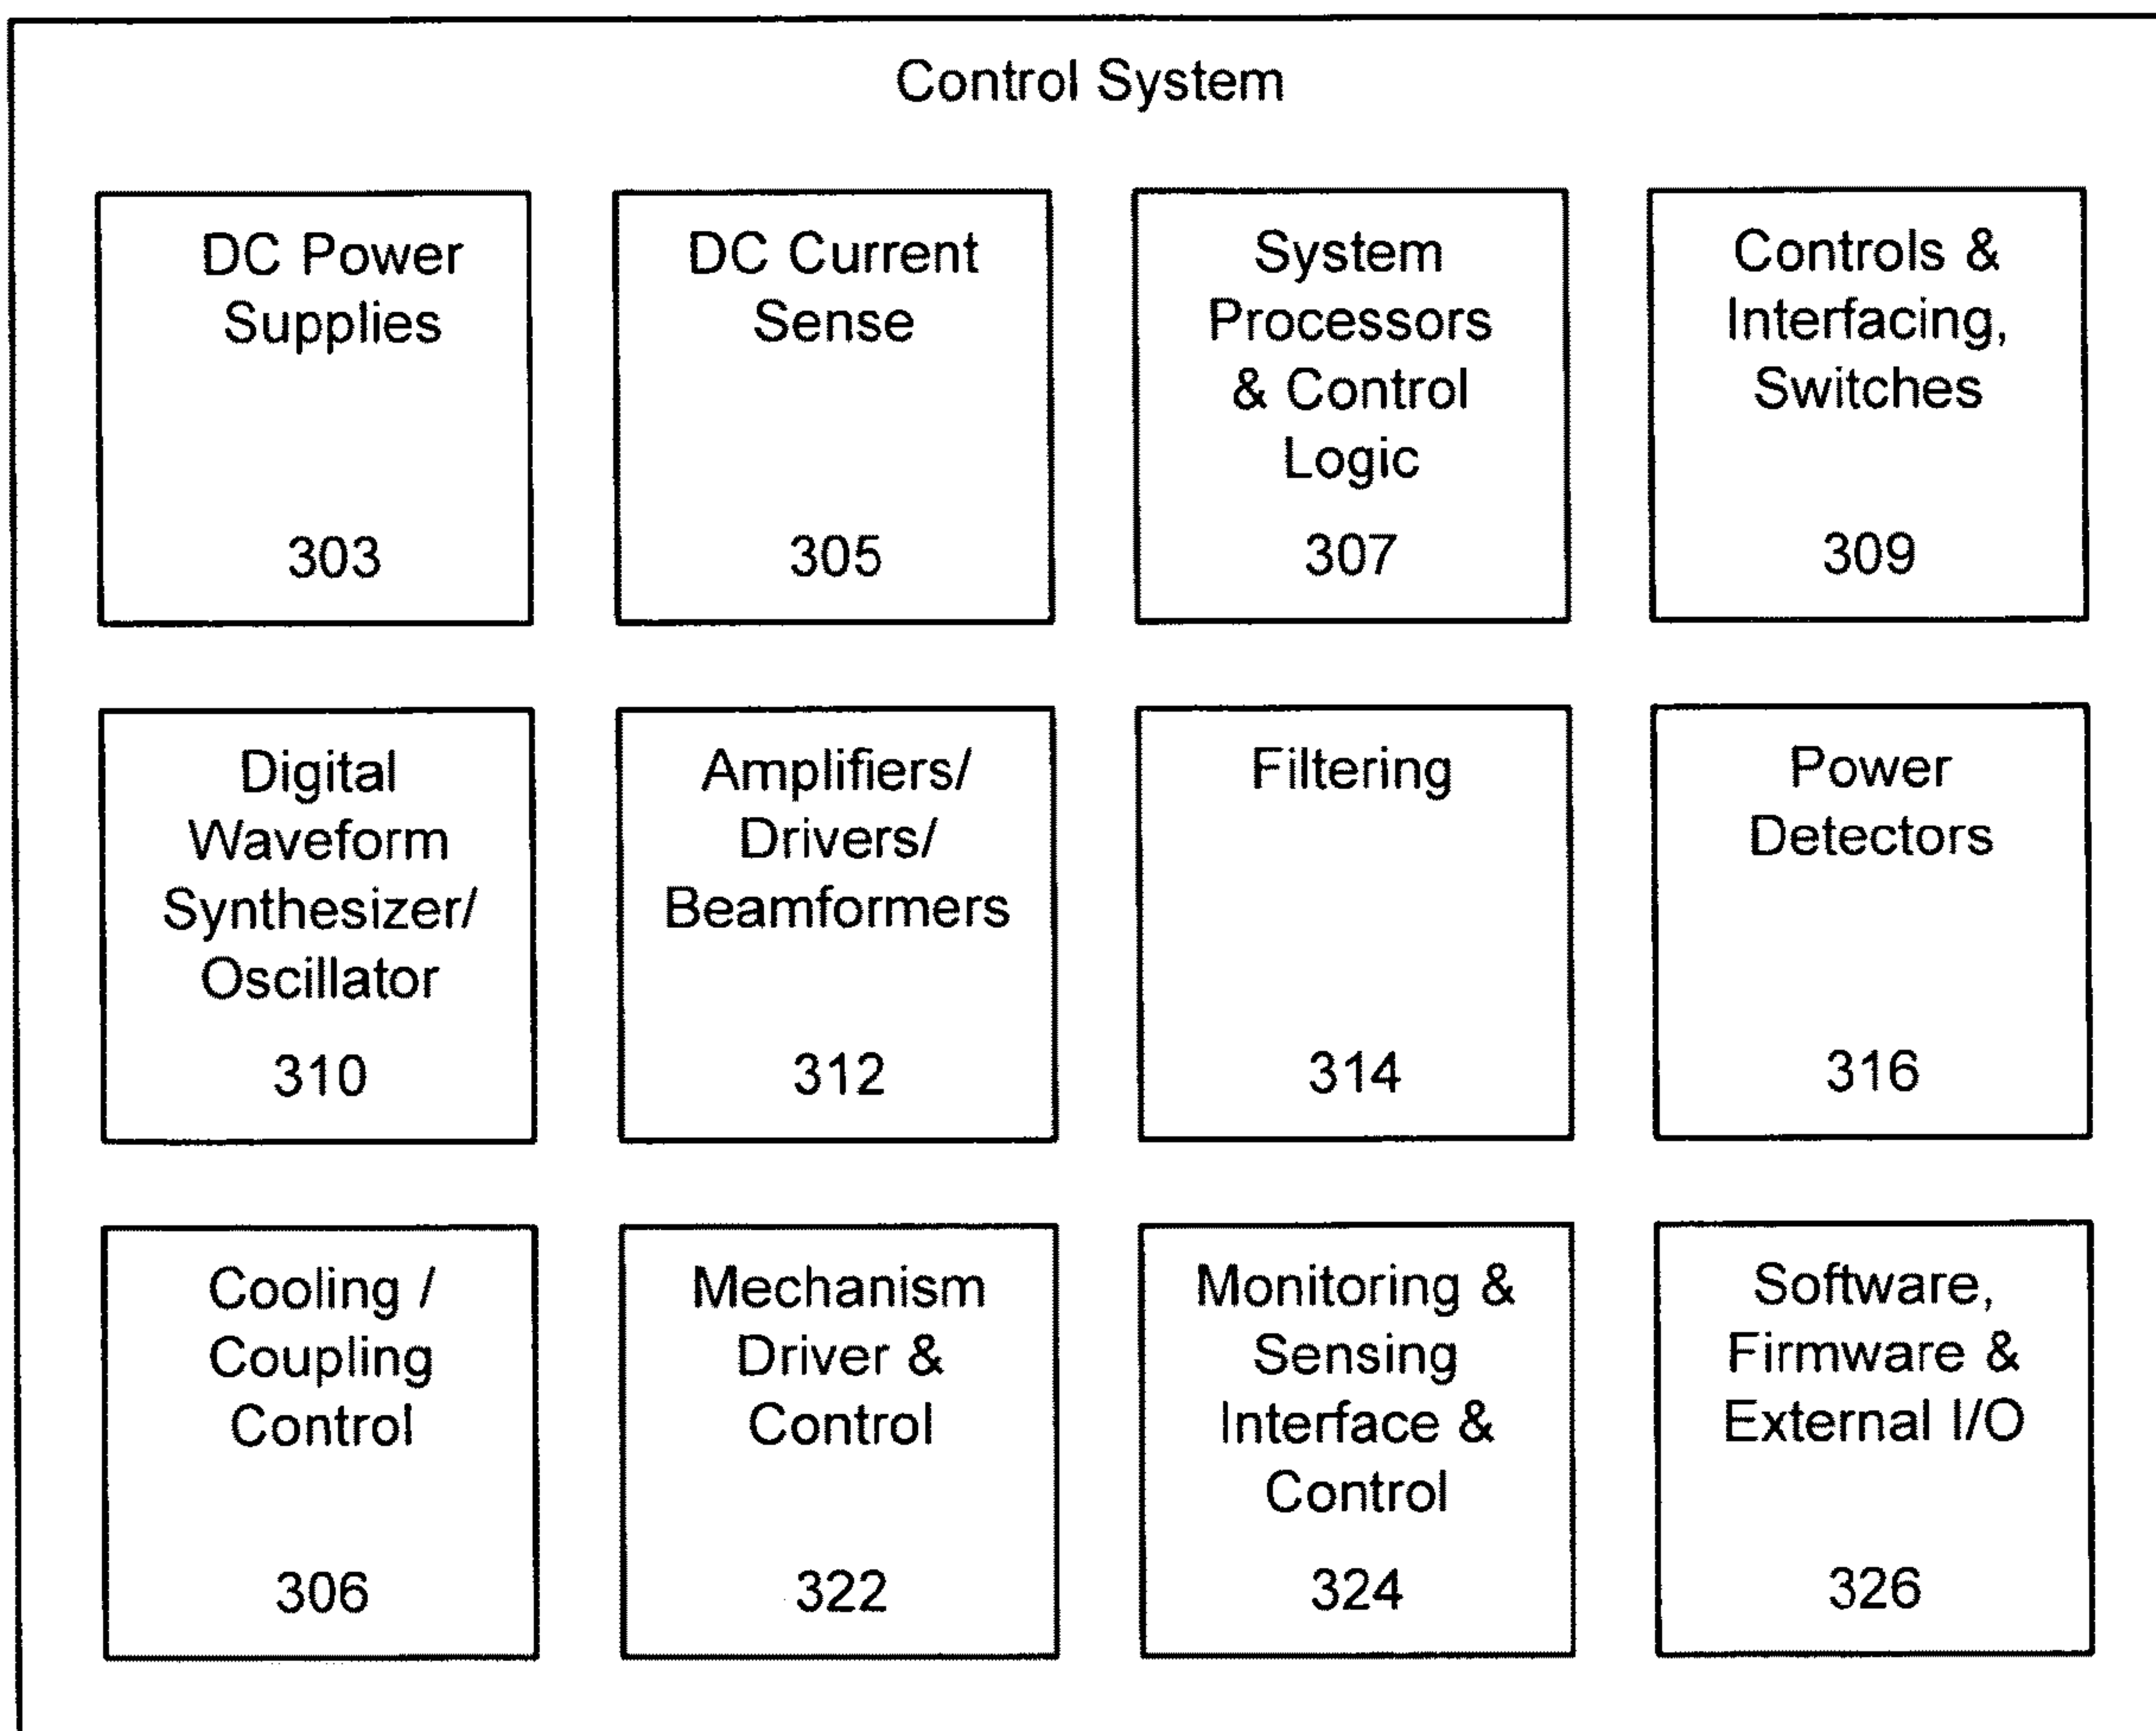 Control System
DC Power
Supplies
303
DC Current
Sense
305
System
Processors
& Control
Logic
307
Controls &
Interfacing,
Switches
309
Digital
Waveform
Synthesizer/
Oscillator
310
Amplifiers/
Drivers/
Beamformers
312
Filtering
314
Power
Detectors
316
Cooling /
Coupling
Control
306
Mechanism
Driver &
Control
322
Monitoring &
Sensing
Interface &
Control
324
Software,
Firmware &
External I/O
326